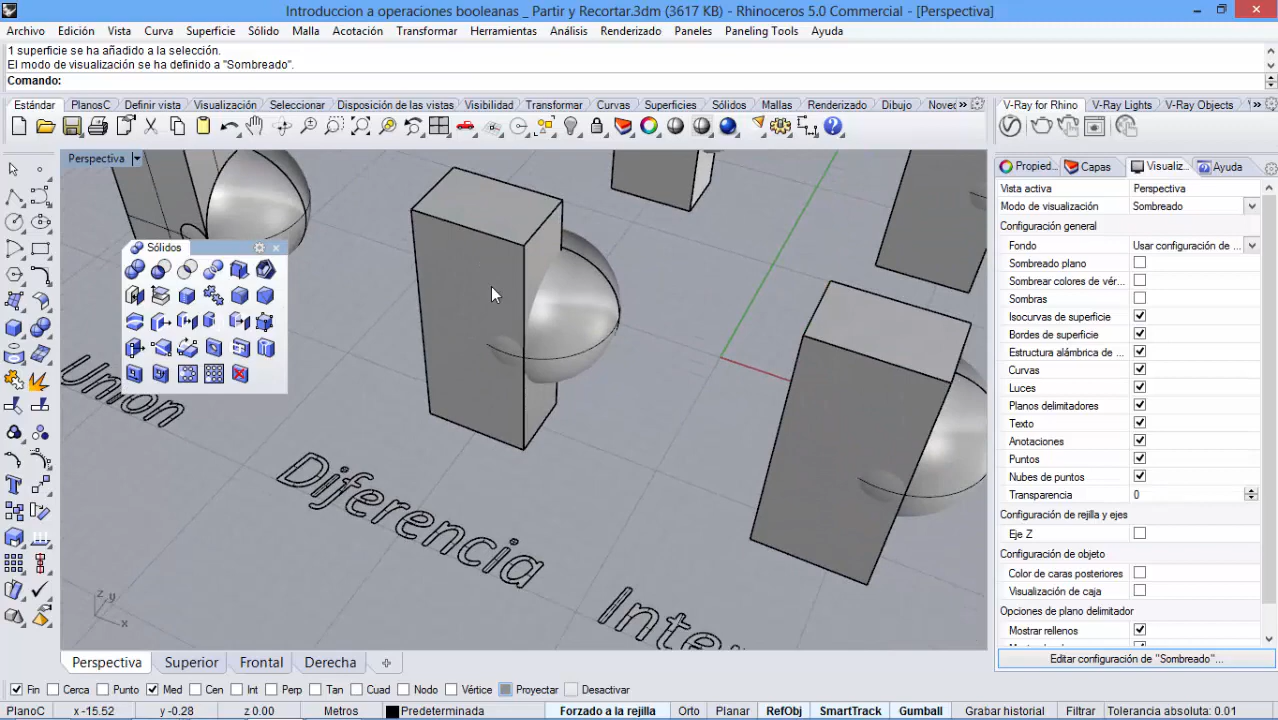 Introduccion a operaciones booleanas _ Partir y Recortar.3dm (3617 KB) - Rhinoceros 5.0 Commercial - [Perspectiva]
Archivo Edición Vista Curva Superficie Sólido Malla Acotación Transformar Herramientas Análisis Renderizado Paneles Paneling Tools Ayuda
1 superficie se ha añadido a la selección.
El modo de visualización se ha definido a "Sombreado".
Comando:
Estándar PlanosC Definir vista Visualización Seleccionar Disposición de las vistas Visibilidad Transformar Curvas Superficies Sólidos Mallas Renderizado Dibujo Noved
V-Ray for Rhino V-Ray Lights V-Ray Objects
Perspectiva
Propied... Capas Visualiz... Ayuda
Vista activa Perspectiva
Modo de visualización Sombreado
Configuración general
Fondo Usar configuración de ...
Sombreado plano
Sombrear colores de vér...
Sombras
Isocurvas de superficie
Bordes de superficie
Estructura alámbrica de ...
Curvas
Luces
Planos delimitadores
Texto
Anotaciones
Puntos
Nubes de puntos
Transparencia 0
Configuración de rejilla y ejes
Eje Z
Configuración de objeto
Color de caras posteriores
Visualización de caja
Opciones de plano delimitador
Mostrar rellenos
Editar configuración de "Sombreado"...
Sólidos
Unión
Diferencia
Inter
z y
x
Perspectiva Superior Frontal Derecha
Fin Cerca Punto Med Cen Int Perp Tan Cuad Nodo Vértice Proyectar Desactivar
PlanoC x -15.52 y -0.28 z 0.00 Metros Predeterminada Forzado a la rejilla Orto Planar RefObj SmartTrack Gumball Grabar historial Filtrar Tolerancia absoluta: 0.01